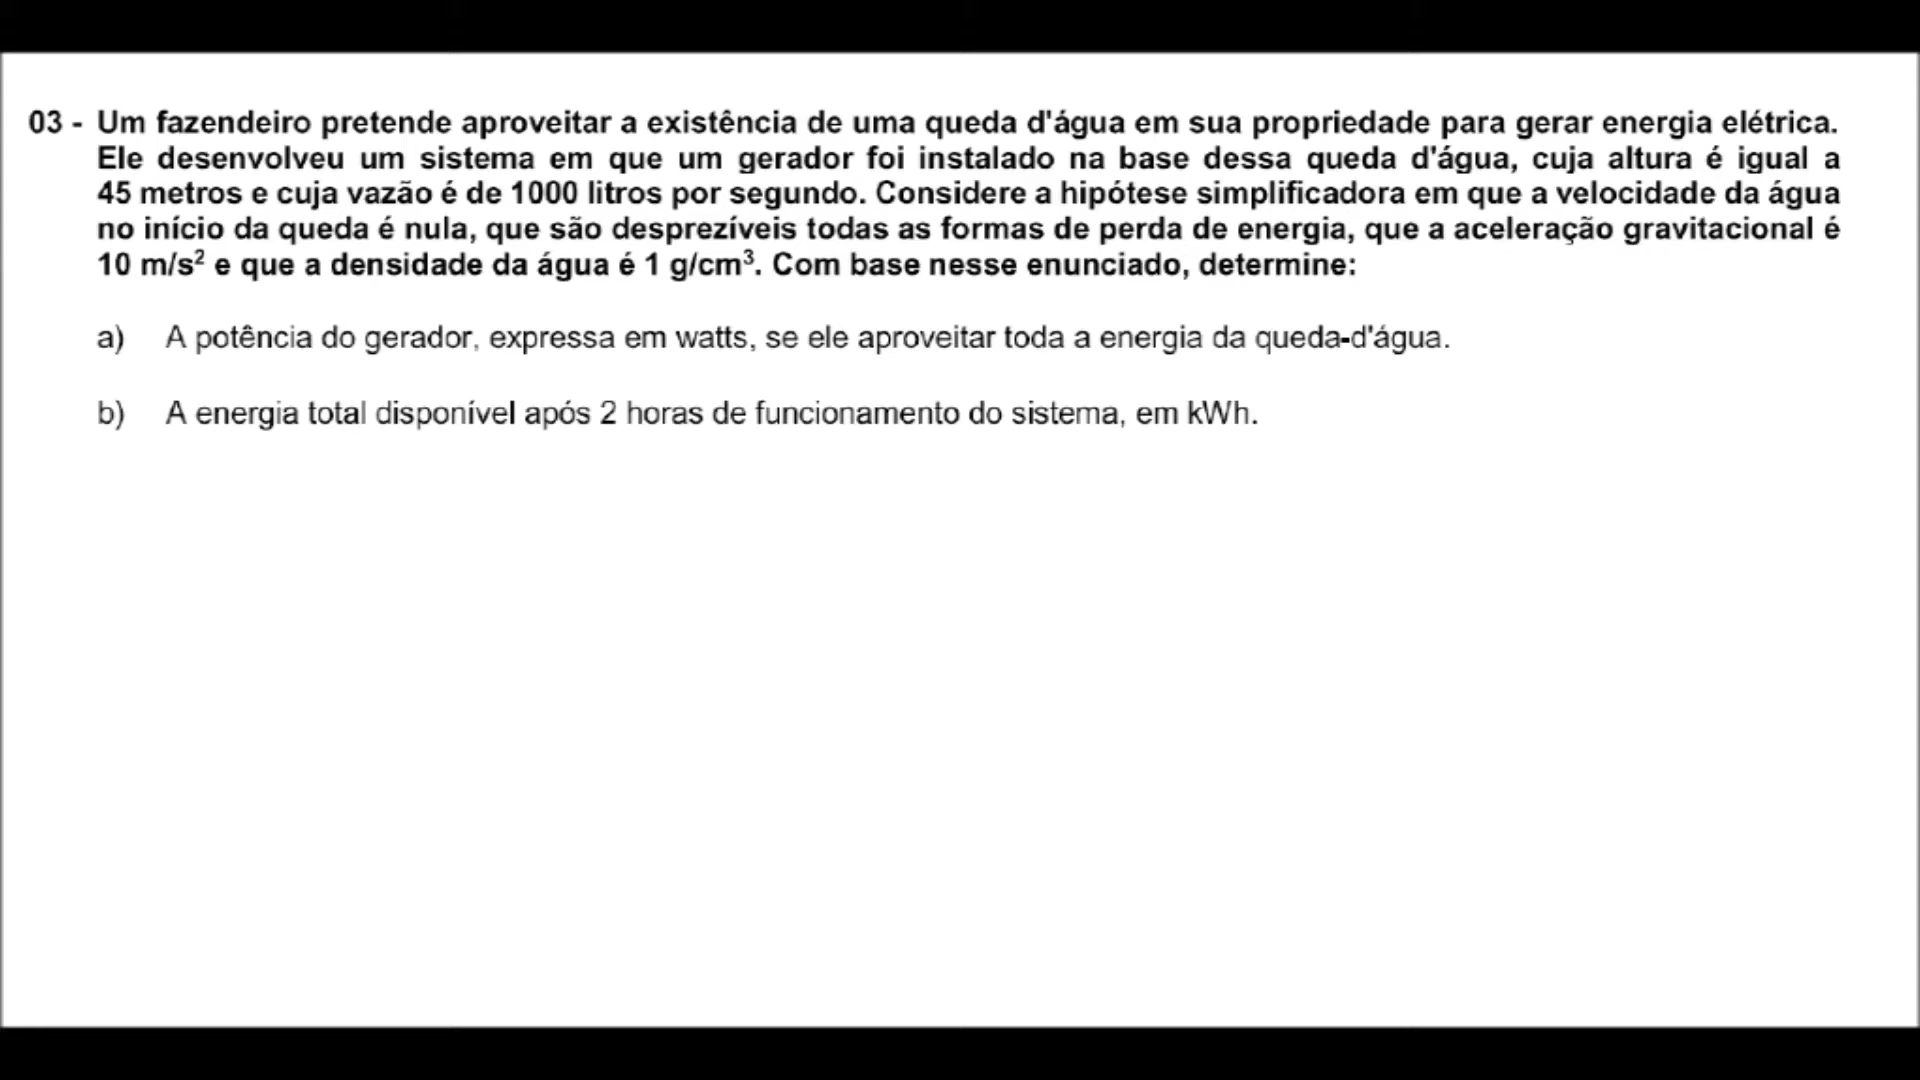 03 - Um fazendeiro pretende aproveitar a existência de uma queda d'água em sua propriedade para gerar energia elétrica.
Ele desenvolveu um sistema em que um gerador foi instalado na base dessa queda d'água, cuja altura é igual a
45 metros e cuja vazão é de 1000 litros por segundo. Considere a hipótese simplificadora em que a velocidade da água
no início da queda é nula, que são desprezíveis todas as formas de perda de energia, que a aceleração gravitacional é
10 m/s² e que a densidade da água é 1 g/cm³. Com base nesse enunciado, determine:
a) A potência do gerador, expressa em watts, se ele aproveitar toda a energia da queda-d'água.
b) A energia total disponível após 2 horas de funcionamento do sistema, em kWh.